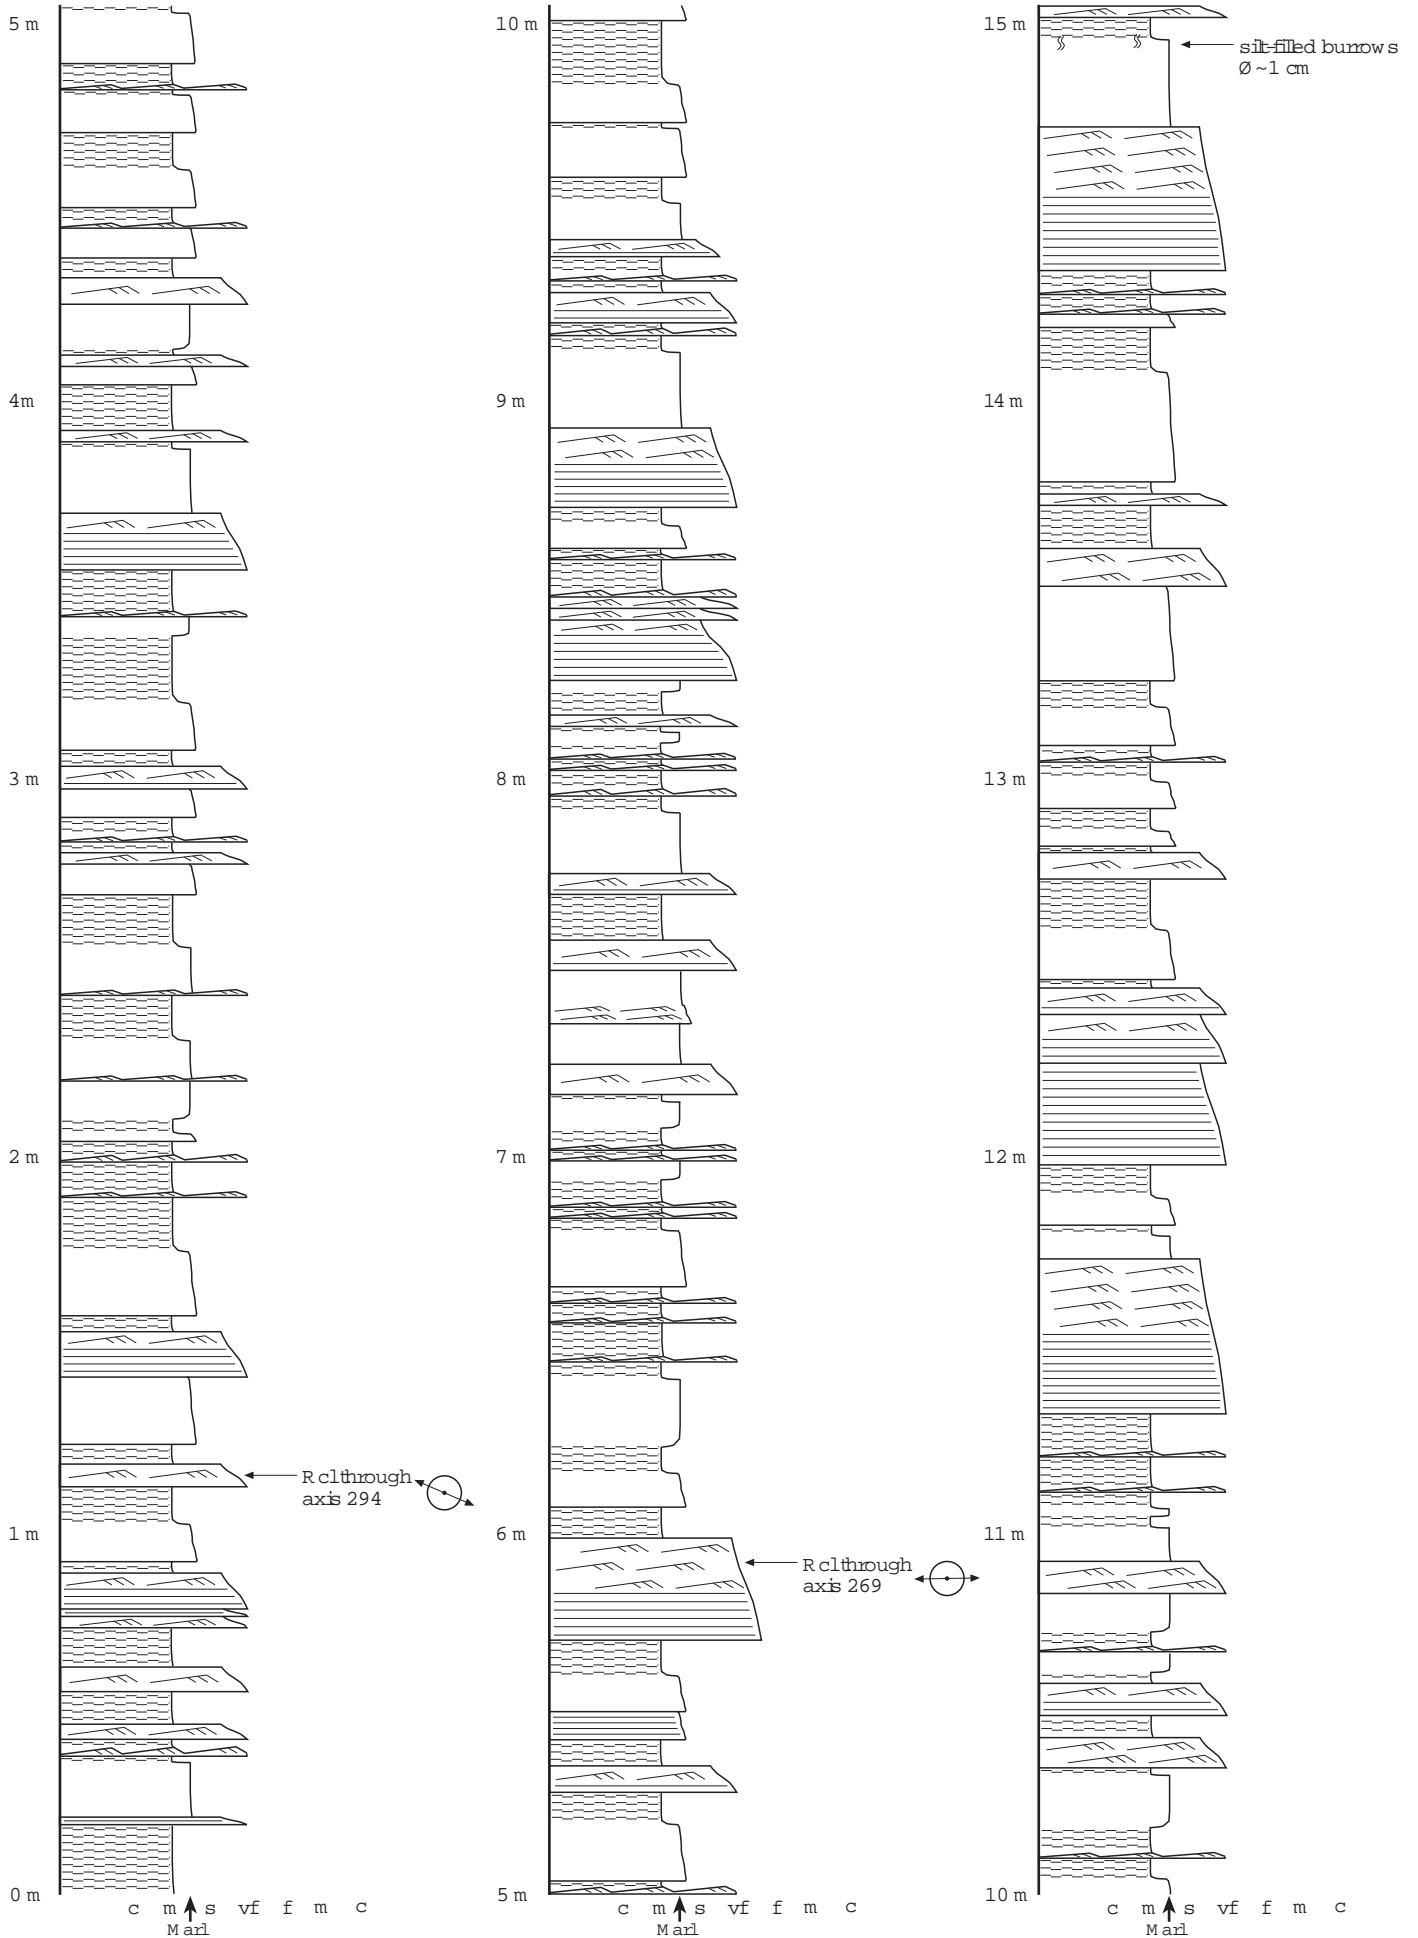 5 m
4m
3 m
2 m
1 m
0 m
Rcl through
axis 294
c m s vf f m c
Marl
10 m
9 m
8 m
7 m
6 m
5 m
Rcl through
axis 269
c m s vf f m c
Marl
15 m
14 m
13 m
12 m
11 m
10 m
silt-filled burrows
Ø ~1 cm
c m s vf f m c
Marl